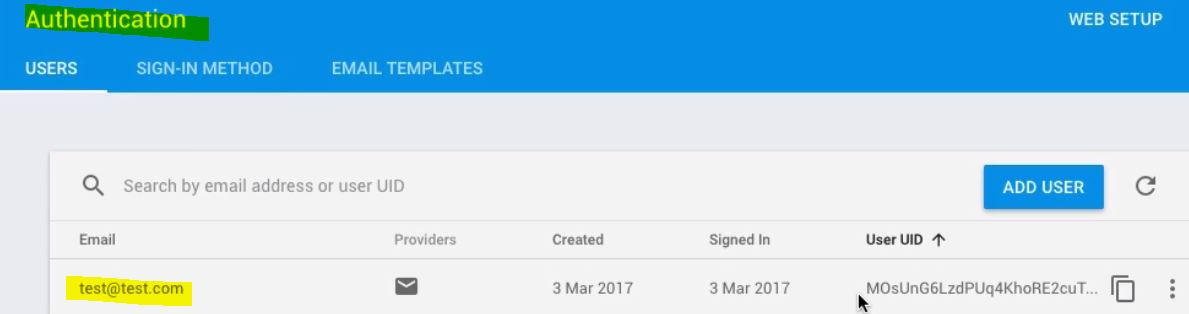 Authentication
WEB SETUP
USERS SIGN-IN METHOD EMAIL TEMPLATES
Search by email address or user UID
ADD USER
Email Providers Created Signed In User UID
test@test.com 3 Mar 2017 3 Mar 2017 MOsUnG6LzdPUq4KhoRE2cuT...